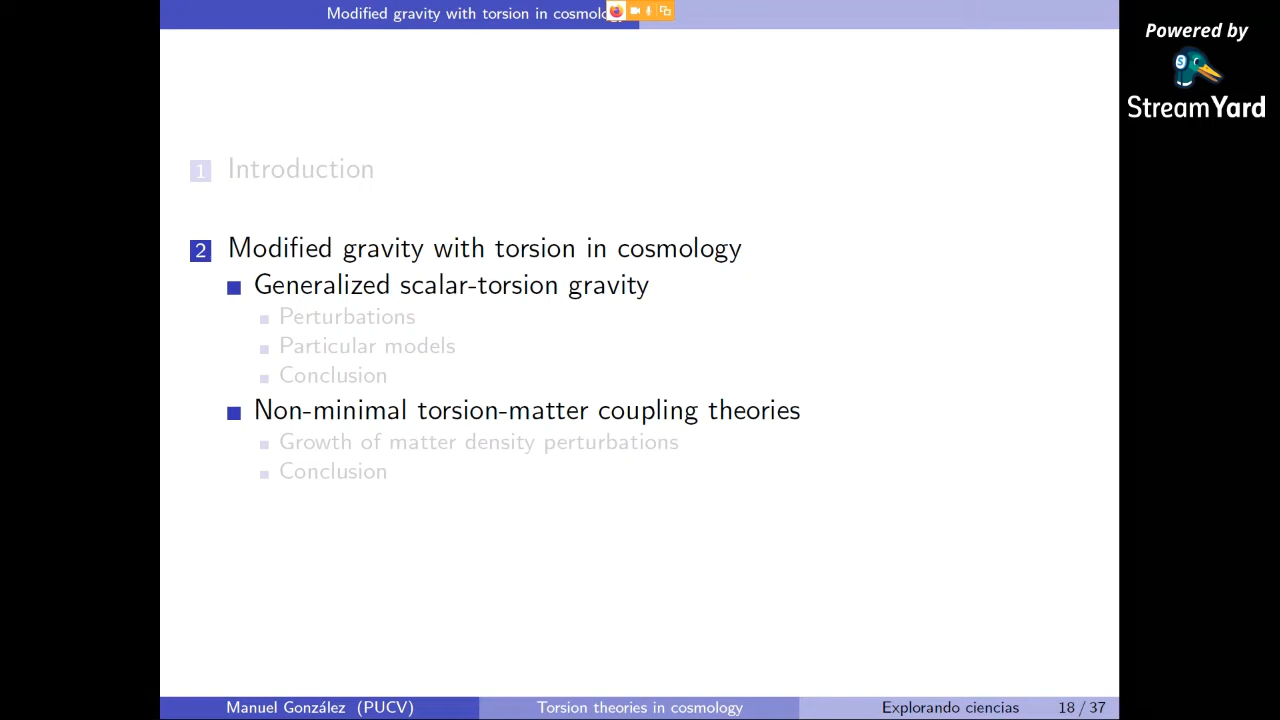 Modified gravity with torsion in cosmology
Powered by
StreamYard
1 Introduction
2 Modified gravity with torsion in cosmology
Generalized scalar-torsion gravity
Perturbations
Particular models
Conclusion
Non-minimal torsion-matter coupling theories
Growth of matter density perturbations
Conclusion
Manuel González (PUCV)
Torsion theories in cosmology
Explorando ciencias
18 / 37